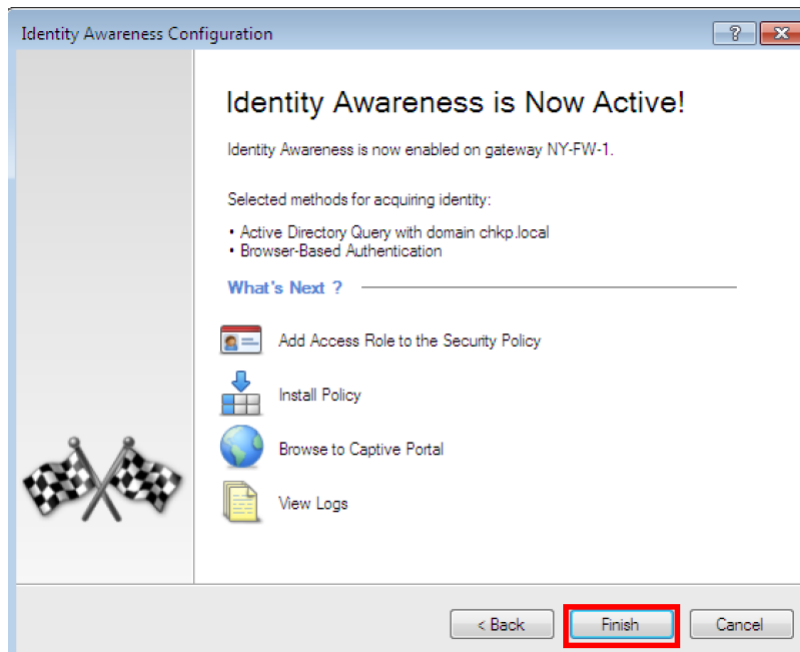 Identity Awareness Configuration
Identity Awareness is Now Active!
Identity Awareness is now enabled on gateway NY-FW-1.
Selected methods for acquiring identity:
• Active Directory Query with domain chkp.local
• Browser-Based Authentication
What's Next ?
Add Access Role to the Security Policy
Install Policy
Browse to Captive Portal
View Logs
< Back Finish Cancel